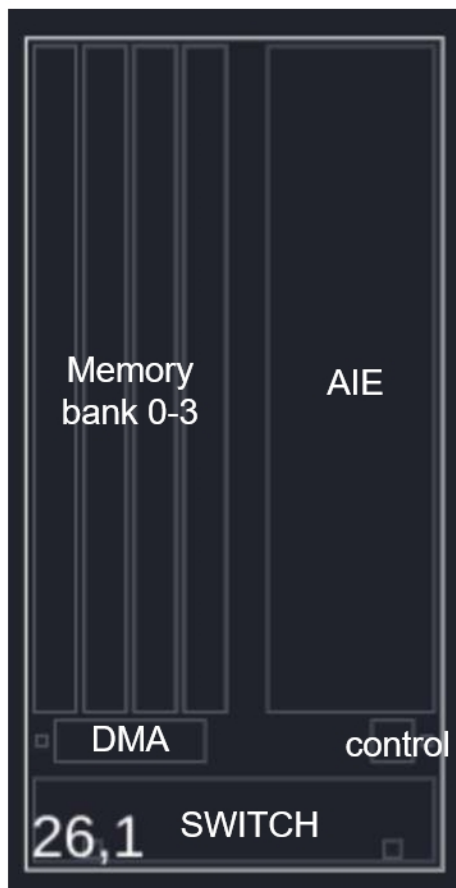 Memory
bank 0-3
AIE
DMA
control
SWITCH
26,1